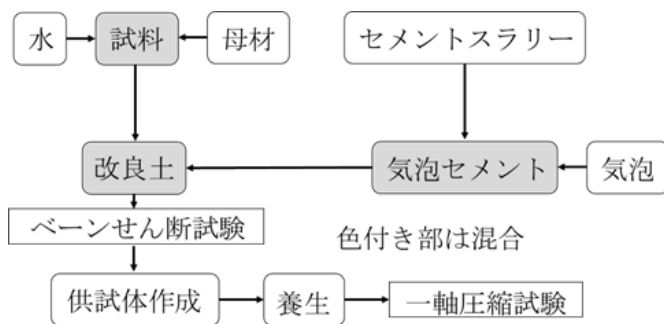 水
試料
母材
セメントスラリー
改良土
気泡セメント
気泡
ベーンせん断試験
色付き部は混合
供試体作成
養生
一軸圧縮試験